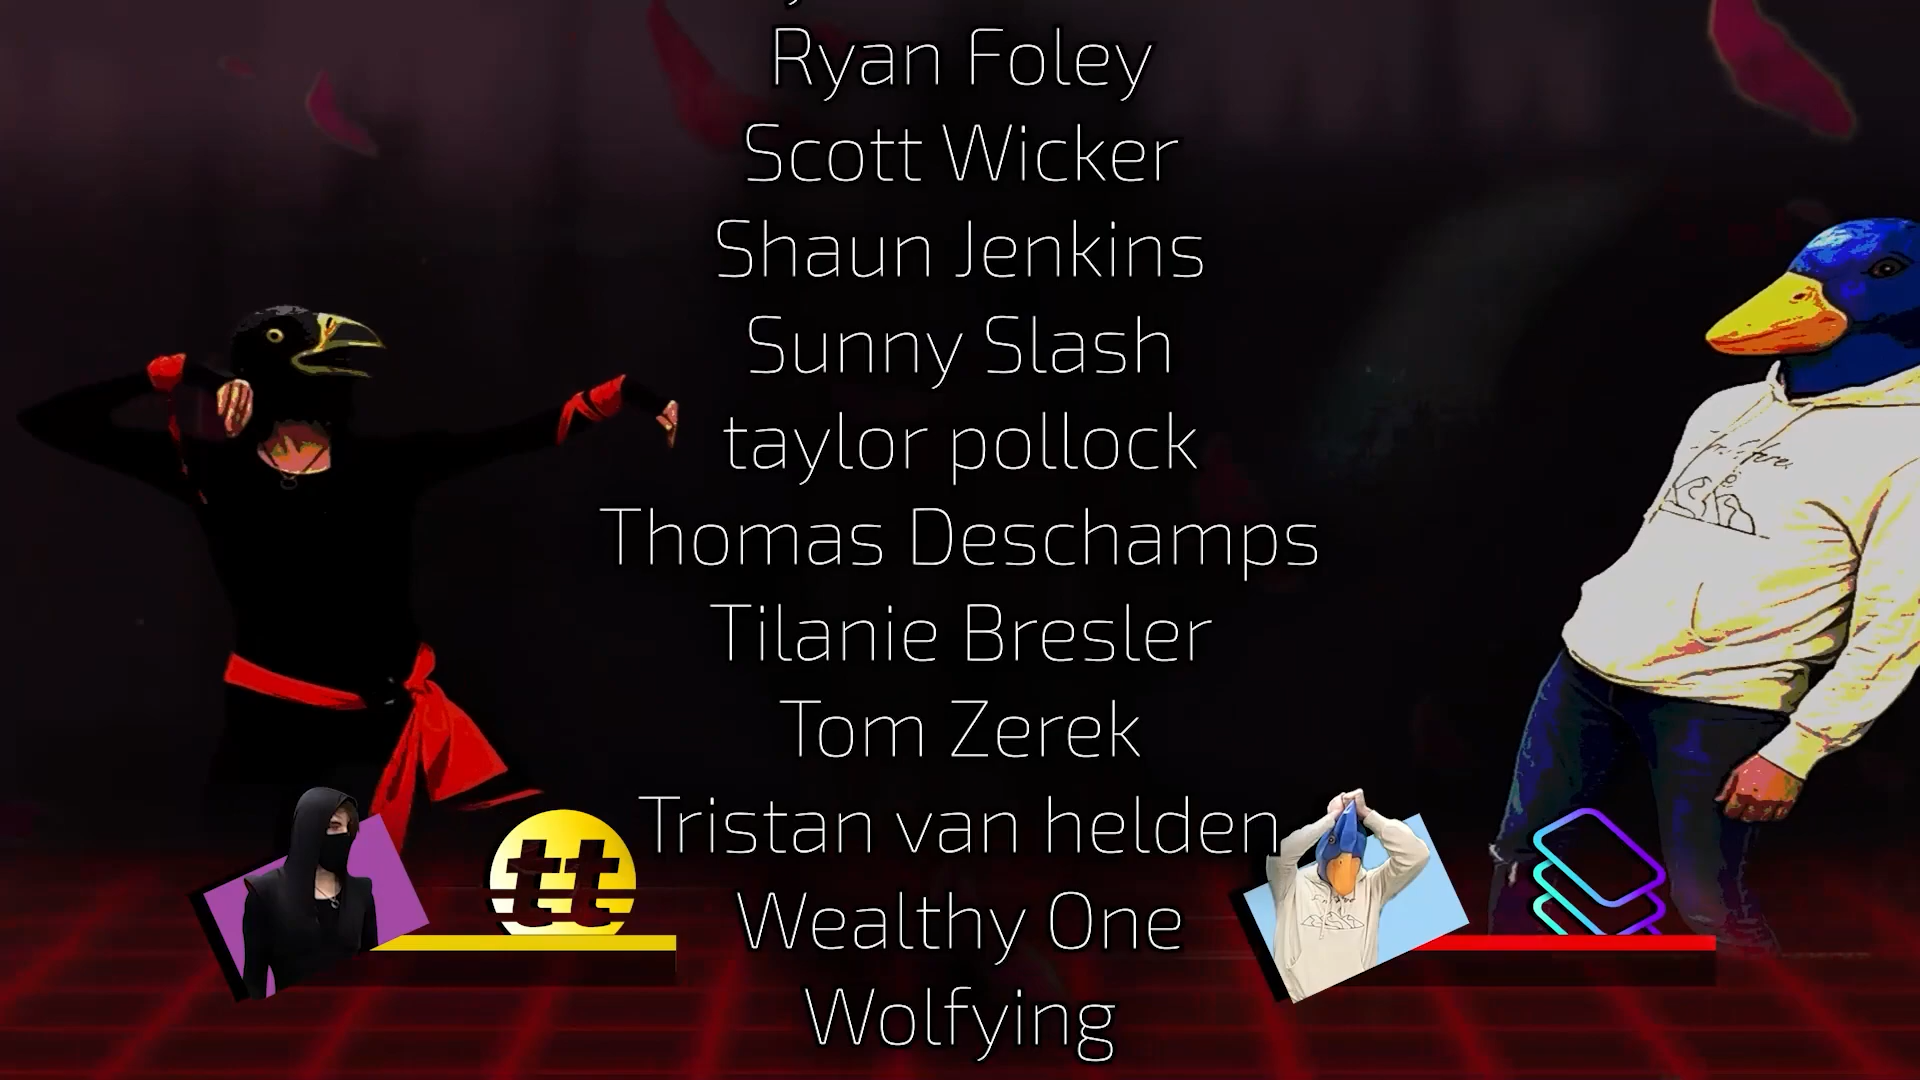 Ryan Foley
Scott Wicker
Shaun Jenkins
Sunny Slash
taylor pollock
Thomas Deschamps
Tilanie Bresler
Tom Zerek
Tristan van helden
tt
Wealthy One
Wolfying